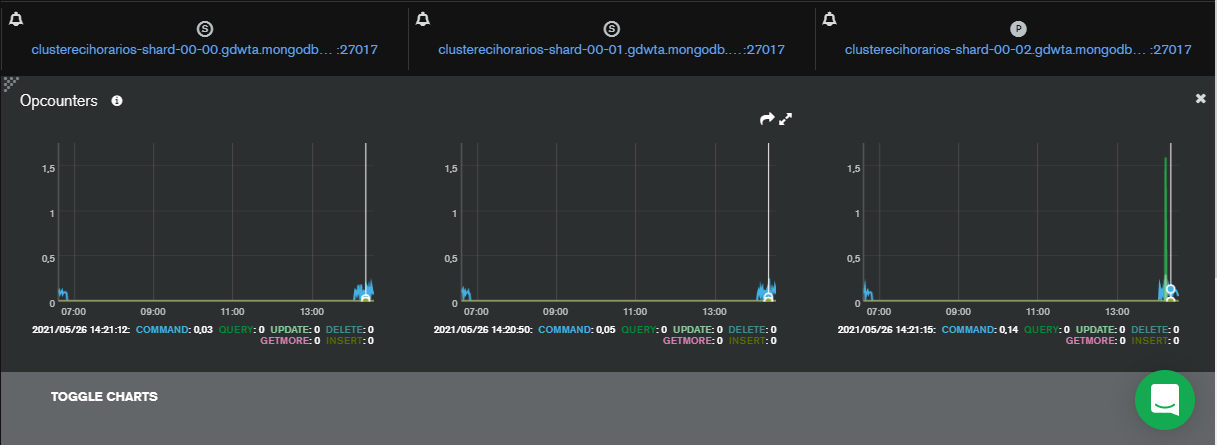 S
S
P
clusterecihorarios-shard-00-00.gdwta.mongodb... :27017
clusterecihorarios-shard-00-01.gdwta.mongodb.... :27017
clusterecihorarios-shard-00-02.gdwta.mongodb... :27017
Opcounters
1,5
1
0,5
0
07:00 09:00 11:00 13:00
2021/05/26 14:21:12: COMMAND: 0,03 QUERY: 0 UPDATE: 0 DELETE: 0
GETMORE: 0 INSERT: 0
1,5
1
0,5
0
07:00 09:00 11:00 13:00
2021/05/26 14:20:50: COMMAND: 0,05 QUERY: 0 UPDATE: 0 DELETE: 0
GETMORE: 0 INSERT: 0
1,5
1
0,5
0
07:00 09:00 11:00 13:00
2021/05/26 14:21:15: COMMAND: 0,14 QUERY: 0 UPDATE: 0 DELETE: 0
GETMORE: 0 INSERT: 0
TOGGLE CHARTS